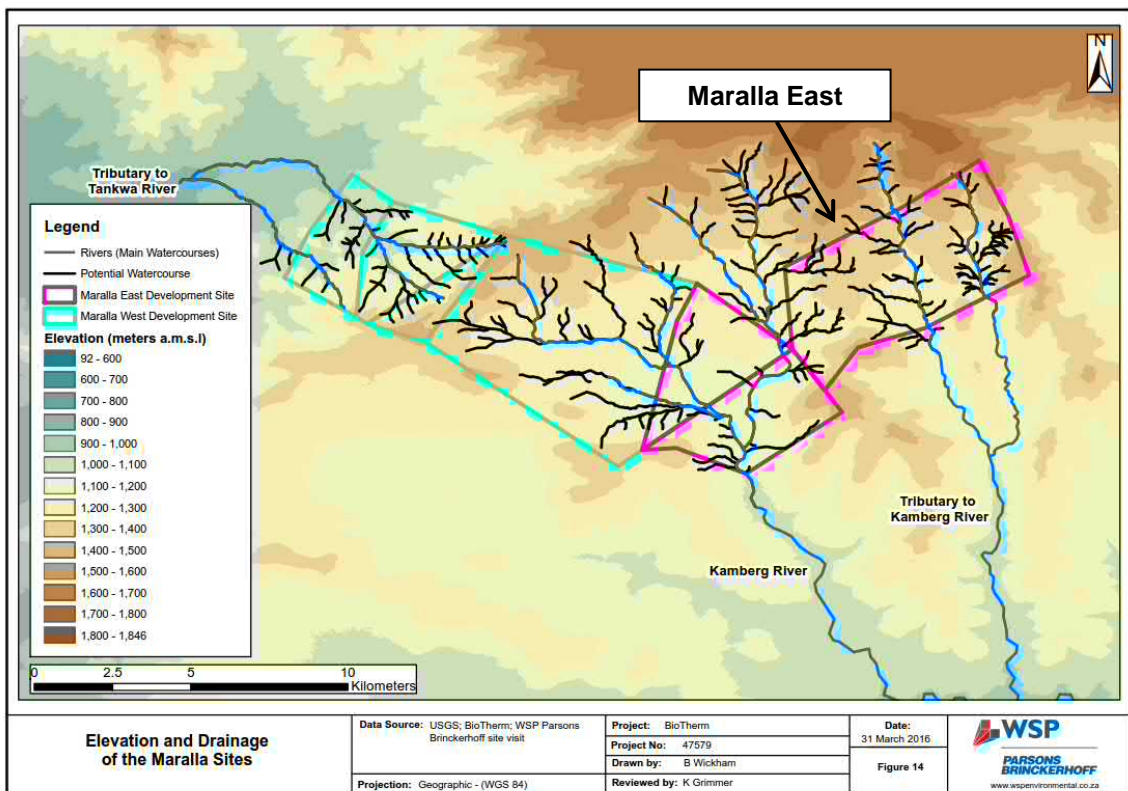 N
Maralla East
Tributary to
Tankwa River
Legend
Rivers (Main Watercourses)
Potential Watercourse
Maralla East Development Site
Maralla West Development Site
Elevation (meters a.m.s.l)
92 - 600
600 - 700
700 - 800
800 - 900
900 - 1,000
1,000 - 1,100
1,100 - 1,200
1,200 - 1,300
1,300 - 1,400
1,400 - 1,500
1,500 - 1,600
1,600 - 1,700
1,700 - 1,800
1,800 - 1,846
Tributary to
Kamberg River
Kamberg River
0 2.5 5 10
Kilometers
Elevation and Drainage
of the Maralla Sites
Data Source: USGS; BioTherm; WSP Parsons
Brinckerhoff site visit
Projection: Geographic - (WGS 84)
Project: BioTherm
Project No: 47579
Drawn by: B Wickham
Reviewed by: K Grimmer
Date:
31 March 2016
Figure 14
WSP
PARSONS
BRINCKERHOFF
www.wspenvironmental.co.za